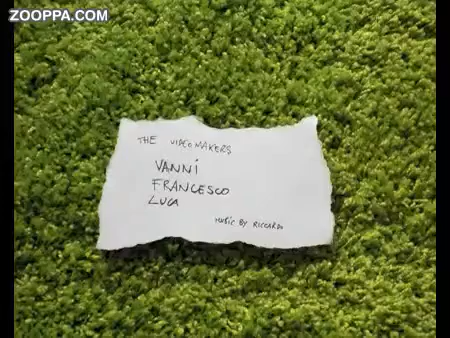 ZOOPPA.COM
THE VIDEOMAKERS
VANNi
FRANCESCO
LUCA
MUSIC BY RICCARDO